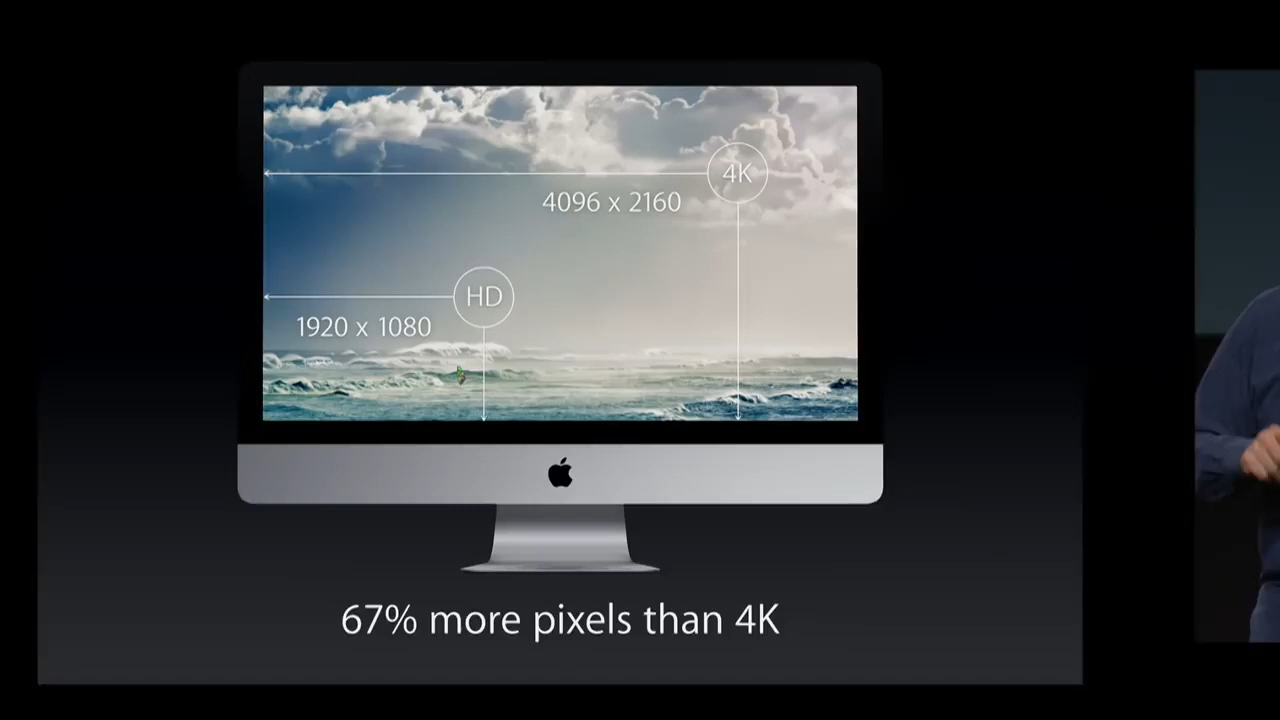 4K
4096 x 2160
HD
1920 x 1080
67% more pixels than 4K